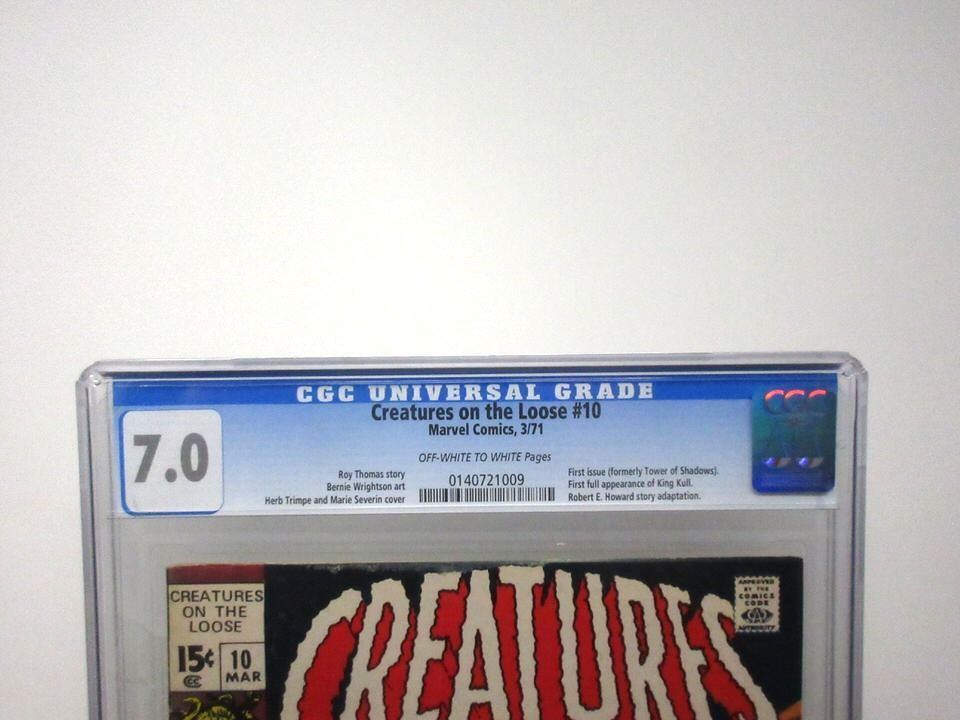 CGC UNIVERSAL GRADE
7.0
Creatures on the Loose #10
Marvel Comics, 3/71
OFF-WHITE TO WHITE Pages
Roy Thomas story
Bernie Wrightson art
Herb Trimpe and Marie Severin cover
0140721009
First issue (formerly Tower of Shadows).
First full appearance of King Kull.
Robert E. Howard story adaptation.
CGC
CREATURES
ON THE
LOOSE
15¢ 10
CC MAR
CREATURES
APPROVED
BY THE
COMICS
CODE
CA
AUTHORITY